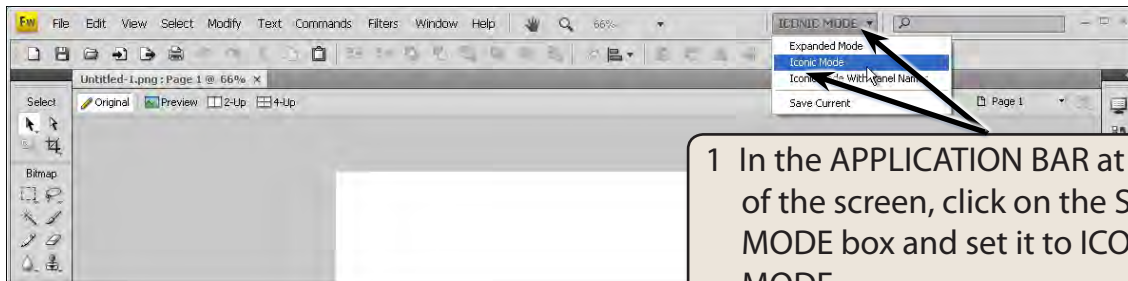 Fw File Edit View Select Modify Text Commands Filters Window Help 66% ICONIC MODE
Expanded Mode
Iconic Mode
Save Current
Untitled-1.png : Page 1 @ 66% ×
Select Original Preview 2-Up 4-Up Page 1
Bitmap
1 In the APPLICATION BAR at
of the screen, click on the
MODE box and set it to